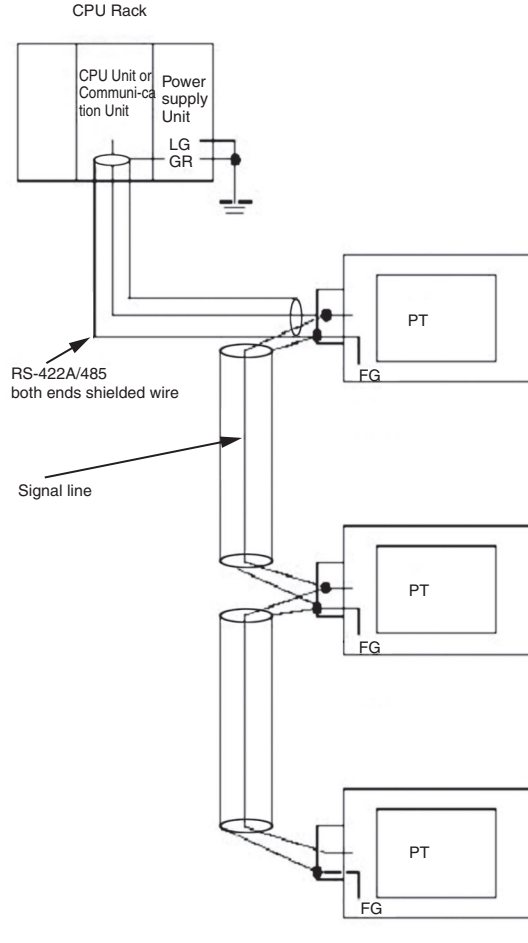 CPU Rack
CPU Unit or
Communi-ca
tion Unit
Power
supply
Unit
LG
GR
PT
FG
RS-422A/485
both ends shielded wire
Signal line
PT
FG
PT
FG